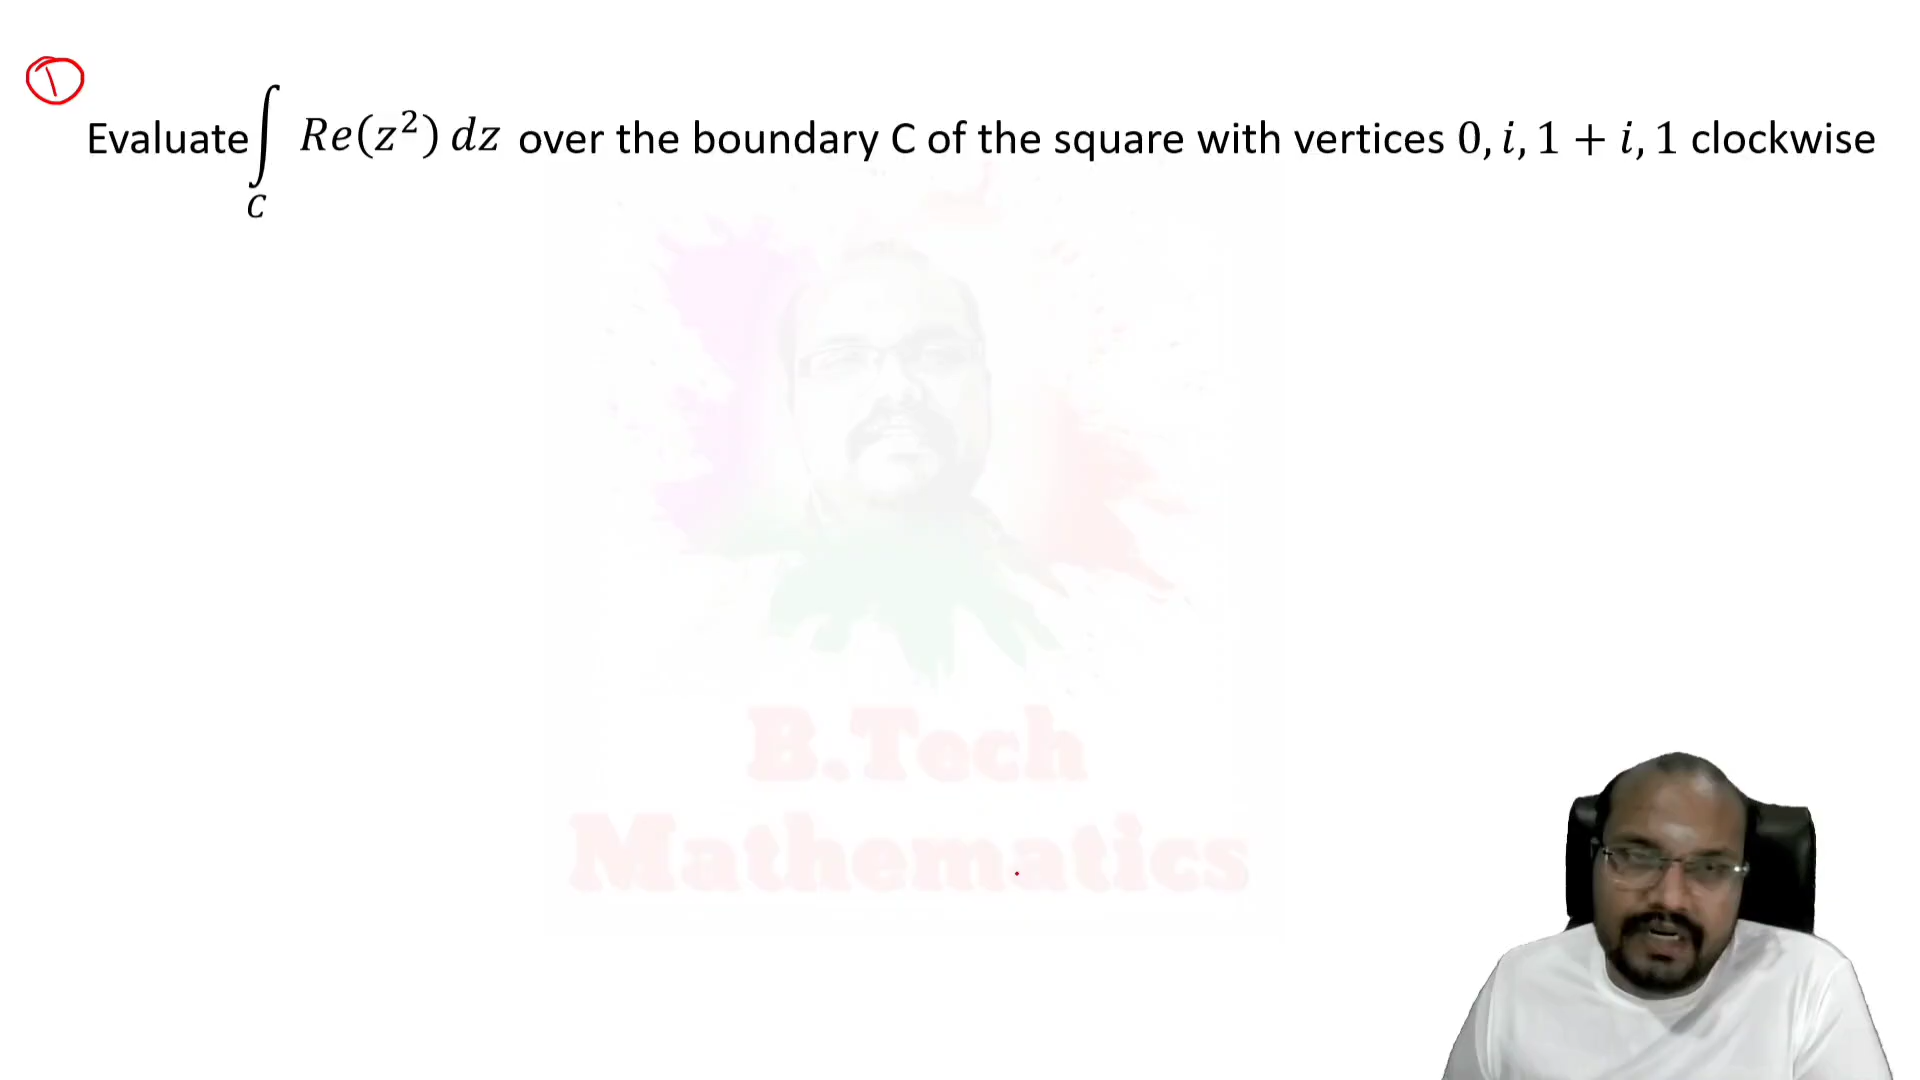 ①
Evaluate ∫_C Re(z²) dz over the boundary C of the square with vertices 0, i, 1 + i, 1 clockwise
B.Tech
Mathematics